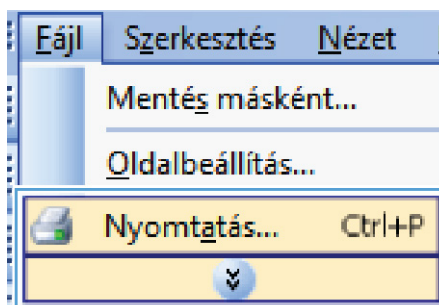 Fájl Szerkesztés Nézet
Mentés másként...
Oldalbeállítás...
Nyomtatás... Ctrl+P